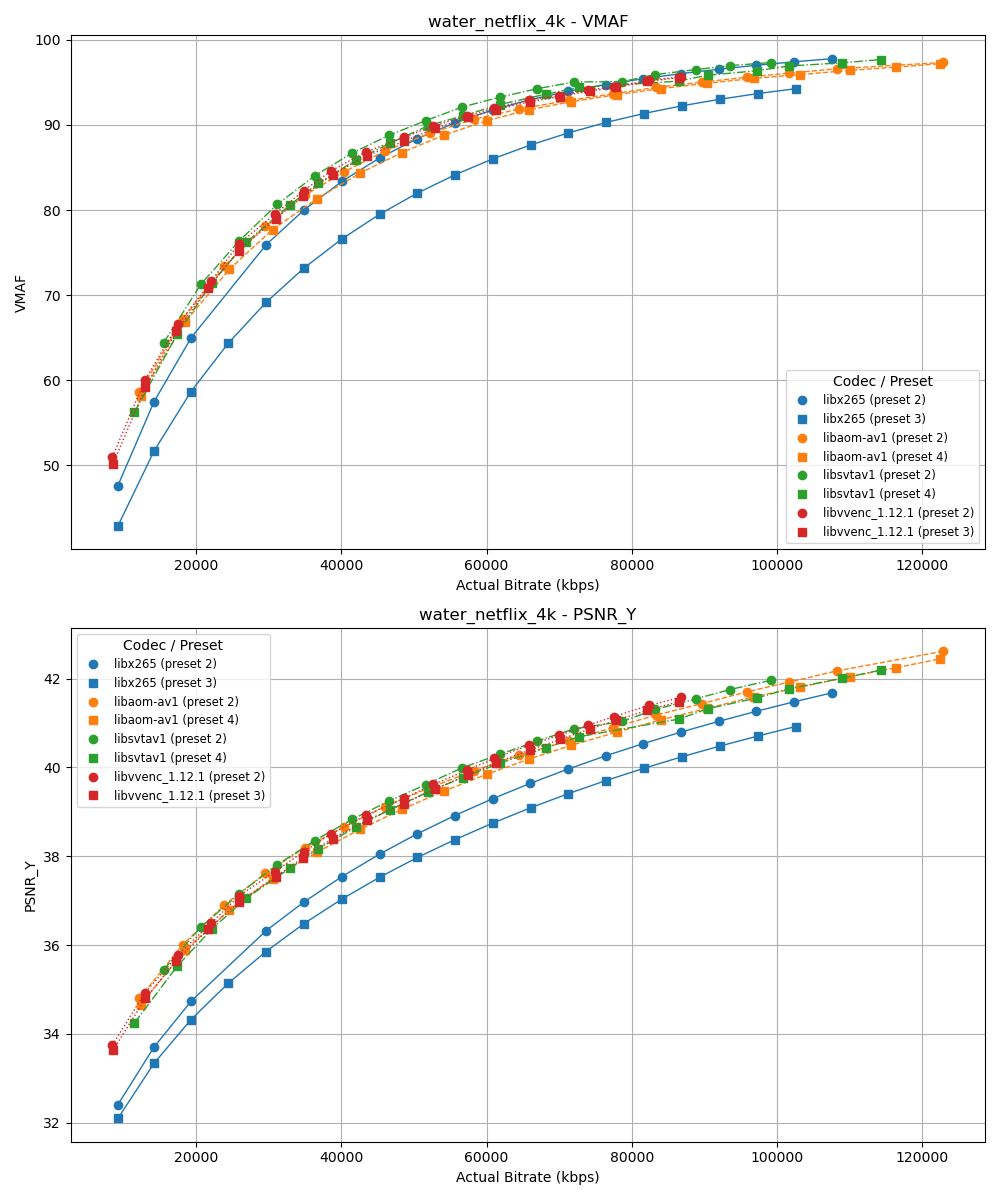 water_netflix_4k - VMAF
100
90
80
70
60
50
VMAF
20000 40000 60000 80000 100000 120000
Actual Bitrate (kbps)
Codec / Preset
libx265 (preset 2)
libx265 (preset 3)
libaom-av1 (preset 2)
libaom-av1 (preset 4)
libsvtav1 (preset 2)
libsvtav1 (preset 4)
libvvenc_1.12.1 (preset 2)
libvvenc_1.12.1 (preset 3)
water_netflix_4k - PSNR_Y
Codec / Preset
libx265 (preset 2)
libx265 (preset 3)
libaom-av1 (preset 2)
libaom-av1 (preset 4)
libsvtav1 (preset 2)
libsvtav1 (preset 4)
libvvenc_1.12.1 (preset 2)
libvvenc_1.12.1 (preset 3)
42
40
38
36
34
32
PSNR_Y
20000 40000 60000 80000 100000 120000
Actual Bitrate (kbps)